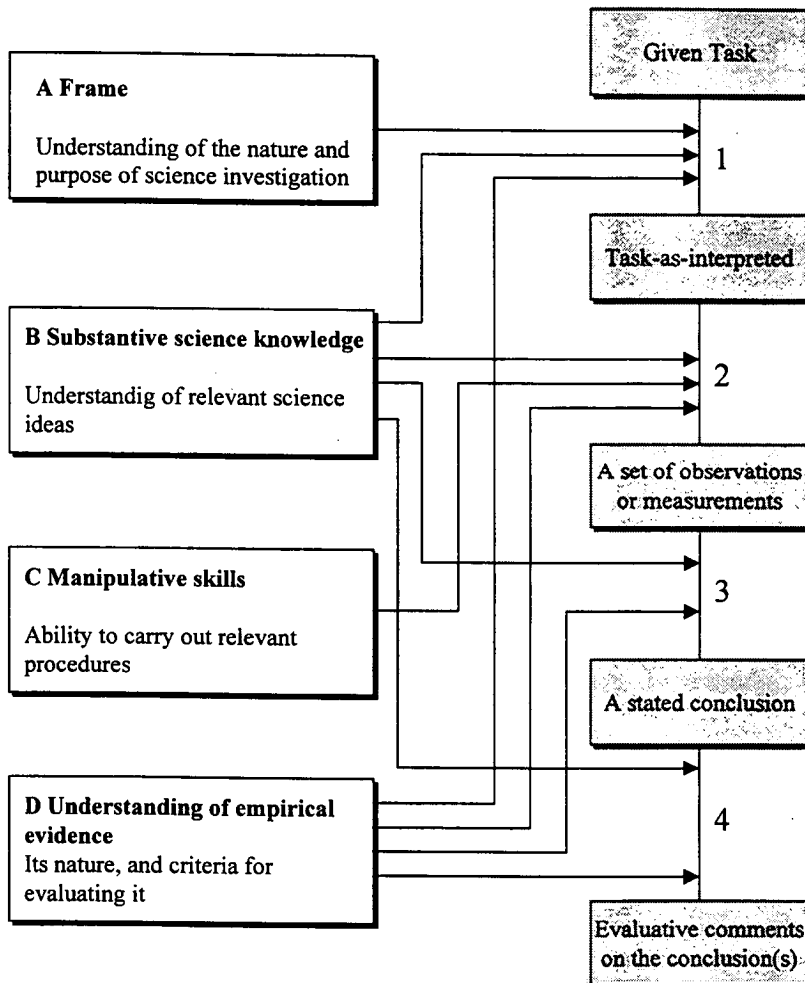 Given Task
A Frame
Understanding of the nature and
purpose of science investigation
1
Task-as-interpreted
B Substantive science knowledge
Understandig of relevant science
ideas
2
A set of observations
or measurements
C Manipulative skills
Ability to carry out relevant
procedures
3
A stated conclusion
D Understanding of empirical
evidence
Its nature, and criteria for
evaluating it
4
Evaluative comments
on the conclusion(s)